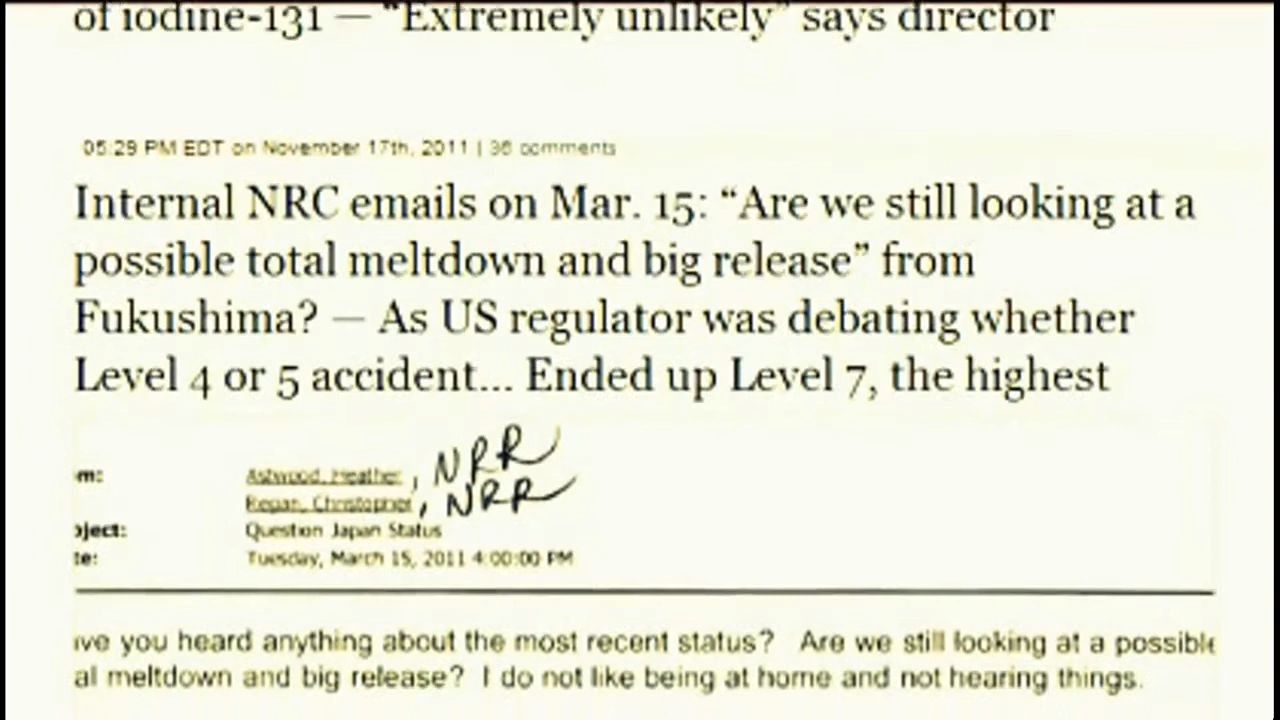 of iodine-131 — “Extremely unlikely” says director
05:29 PM EDT on November 17th, 2011 | 36 comments
Internal NRC emails on Mar. 15: “Are we still looking at a
possible total meltdown and big release” from
Fukushima? — As US regulator was debating whether
Level 4 or 5 accident... Ended up Level 7, the highest
m: Ashwood, Heather, NRR
Regan, Christopher, NRR
oject: Question Japan Status
te: Tuesday, March 15, 2011 4:00:00 PM
ive you heard anything about the most recent status? Are we still looking at a possible
al meltdown and big release? I do not like being at home and not hearing things.